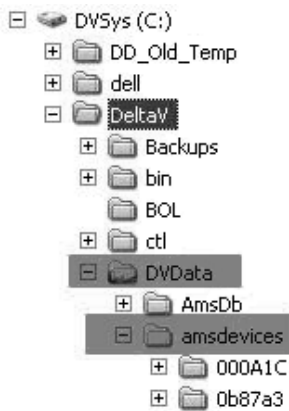 DVSys (C:)
DD_Old_Temp
dell
DeltaV
Backups
bin
BOL
ctl
DVData
AmsDb
amsdevices
000A1C
0b87a3